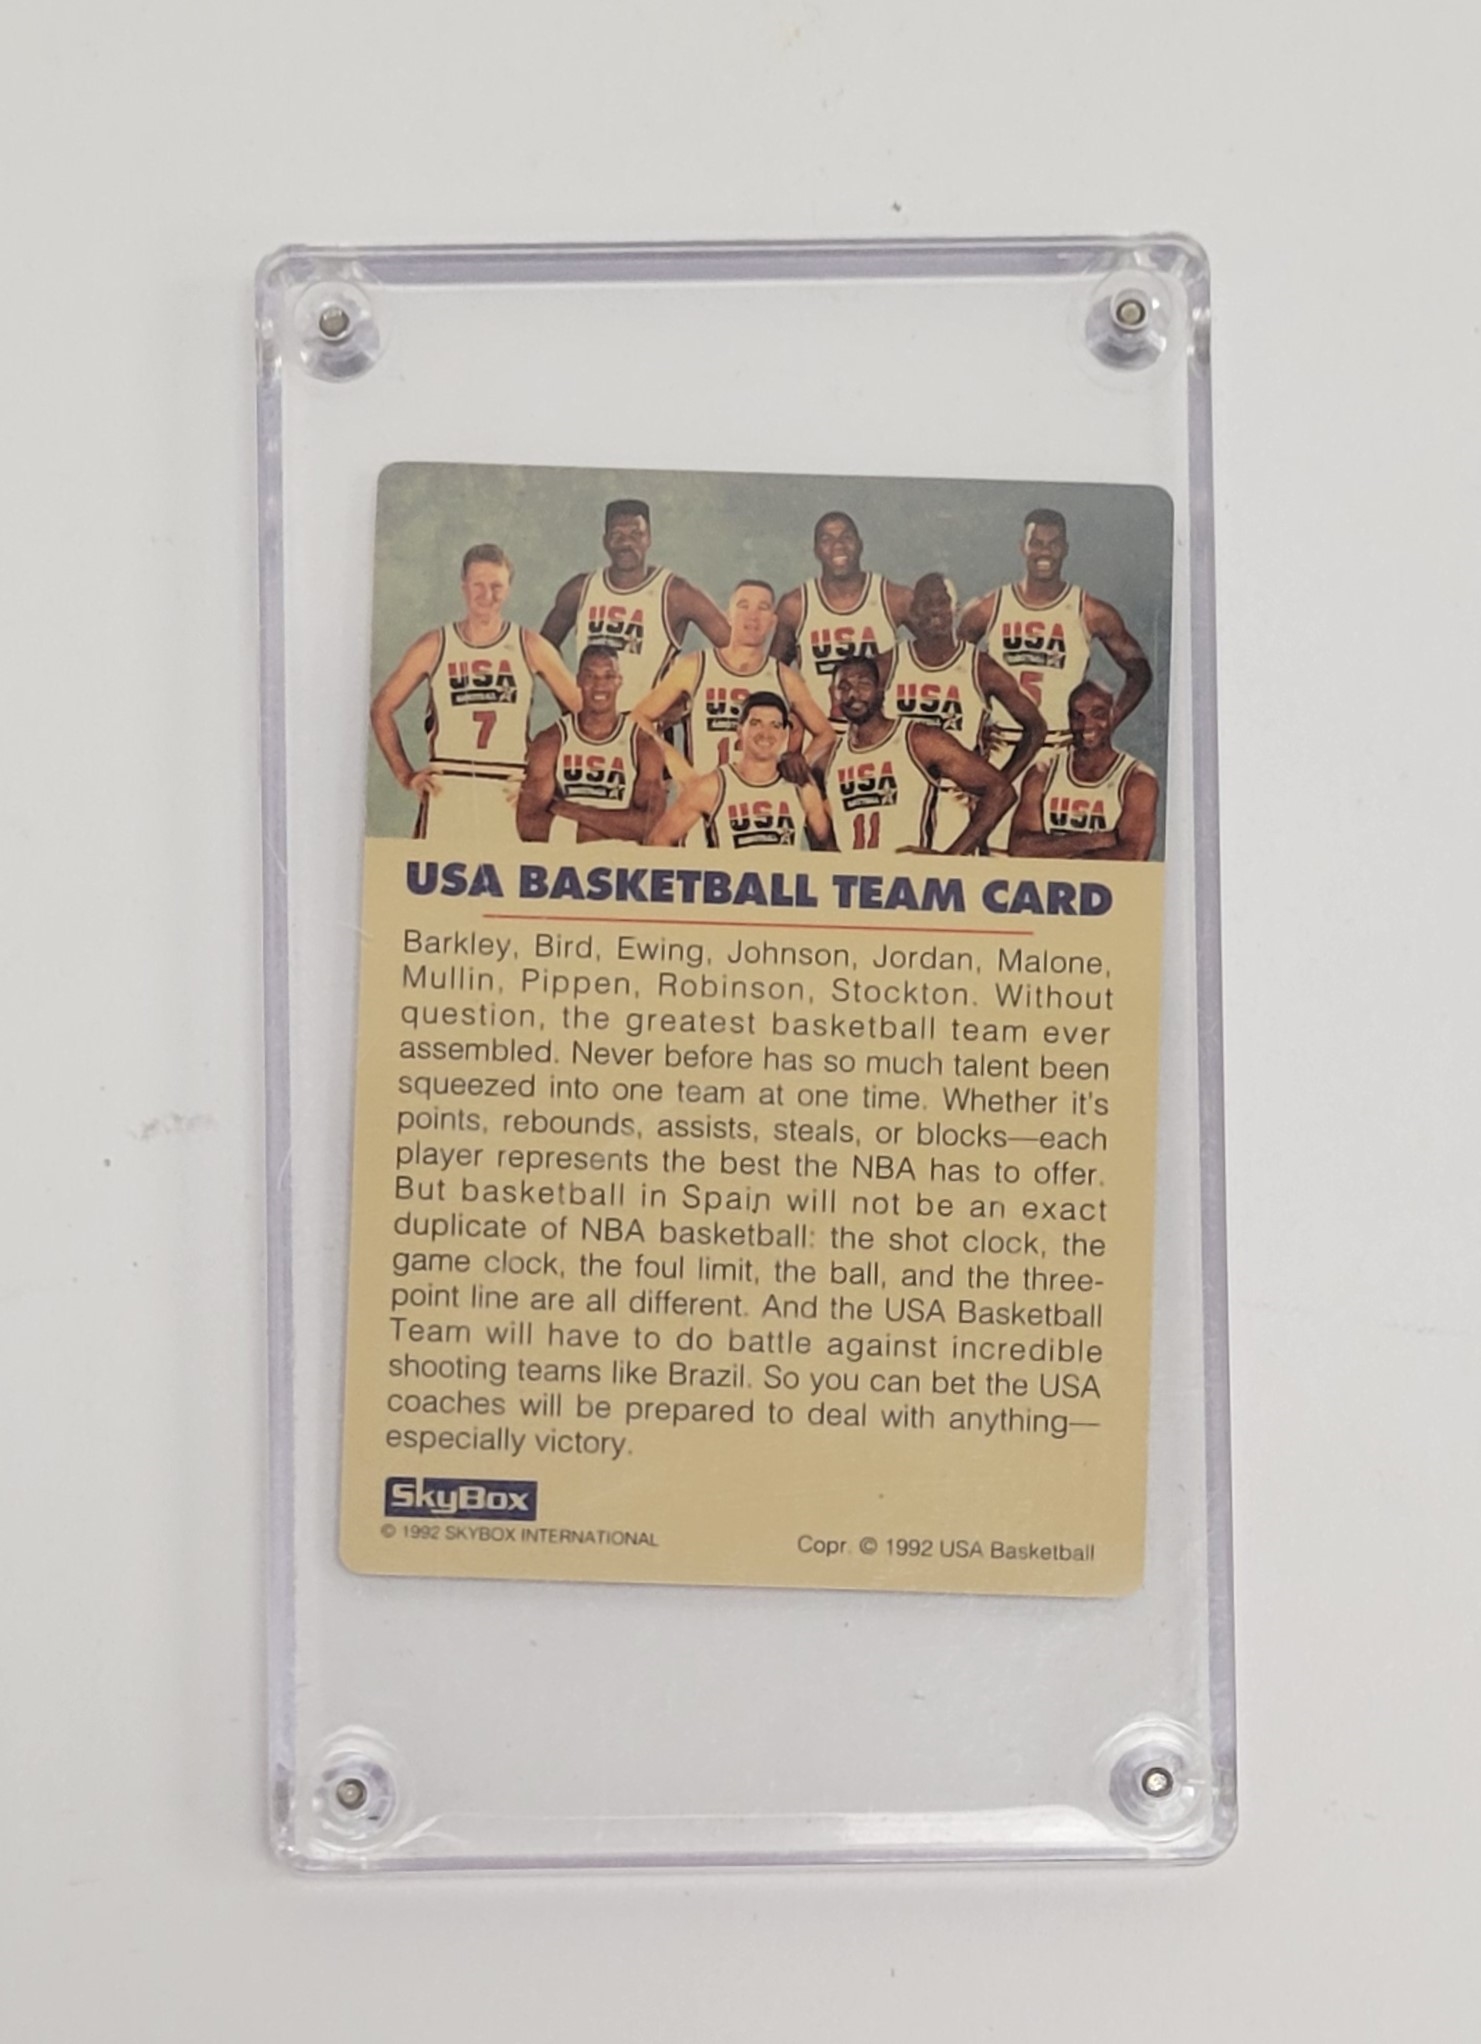 USA
USA
USA
USA
5
USA
7
US
USA
USA
USA
11
USA
USA
USA BASKETBALL TEAM CARD
Barkley, Bird, Ewing, Johnson, Jordan, Malone,
Mullin, Pippen, Robinson, Stockton. Without
question, the greatest basketball team ever
assembled. Never before has so much talent been
squeezed into one team at one time. Whether it's
points, rebounds, assists, steals, or blocks—each
player represents the best the NBA has to offer.
But basketball in Spain will not be an exact
duplicate of NBA basketball: the shot clock, the
game clock, the foul limit, the ball, and the three-
point line are all different. And the USA Basketball
Team will have to do battle against incredible
shooting teams like Brazil. So you can bet the USA
coaches will be prepared to deal with anything—
especially victory.
SkyBox
© 1992 SKYBOX INTERNATIONAL
Copr. © 1992 USA Basketball